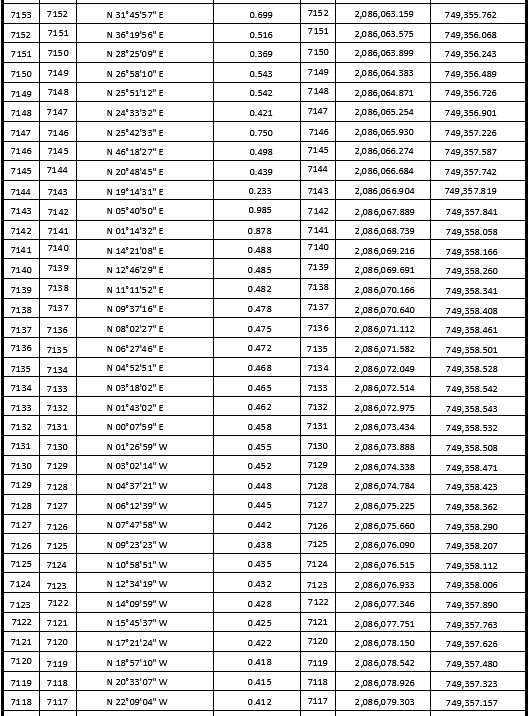 7153 7152 N 31°45'57" E 0.699 7152 2,086,063.159 749,355.762
7152 7151 N 36°19'56" E 0.516 7151 2,086,063.575 749,356.068
7151 7150 N 28°25'09" E 0.369 7150 2,086,063.899 749,356.243
7150 7149 N 26°58'10" E 0.543 7149 2,086,064.383 749,356.489
7149 7148 N 25°51'12" E 0.542 7148 2,086,064.871 749,356.726
7148 7147 N 24°33'32" E 0.421 7147 2,086,065.254 749,356.901
7147 7146 N 25°42'33" E 0.750 7146 2,086,065.930 749,357.226
7146 7145 N 46°18'27" E 0.498 7145 2,086,066.274 749,357.587
7145 7144 N 20°48'45" E 0.439 7144 2,086,066.684 749,357.742
7144 7143 N 19°14'31" E 0.233 7143 2,086,066.904 749,357.819
7143 7142 N 05°40'50" E 0.985 7142 2,086,067.889 749,357.841
7142 7141 N 01°14'32" E 0.878 7141 2,086,068.739 749,358.058
7141 7140 N 14°21'08" E 0.488 7140 2,086,069.216 749,358.166
7140 7139 N 12°46'29" E 0.485 7139 2,086,069.691 749,358.260
7139 7138 N 11°11'52" E 0.482 7138 2,086,070.166 749,358.341
7138 7137 N 09°37'16" E 0.478 7137 2,086,070.640 749,358.408
7137 7136 N 08°02'27" E 0.475 7136 2,086,071.112 749,358.461
7136 7135 N 06°27'46" E 0.472 7135 2,086,071.582 749,358.501
7135 7134 N 04°52'51" E 0.468 7134 2,086,072.049 749,358.528
7134 7133 N 03°18'02" E 0.465 7133 2,086,072.514 749,358.542
7133 7132 N 01°43'02" E 0.462 7132 2,086,072.975 749,358.543
7132 7131 N 00°07'59" E 0.458 7131 2,086,073.434 749,358.532
7131 7130 N 01°26'59" W 0.455 7130 2,086,073.888 749,358.508
7130 7129 N 03°02'14" W 0.452 7129 2,086,074.338 749,358.471
7129 7128 N 04°37'21" W 0.448 7128 2,086,074.784 749,358.423
7128 7127 N 06°12'39" W 0.445 7127 2,086,075.225 749,358.362
7127 7126 N 07°47'58" W 0.442 7126 2,086,075.660 749,358.290
7126 7125 N 09°23'23" W 0.438 7125 2,086,076.090 749,358.207
7125 7124 N 10°58'51" W 0.435 7124 2,086,076.515 749,358.112
7124 7123 N 12°34'19" W 0.432 7123 2,086,076.933 749,358.006
7123 7122 N 14°09'59" W 0.428 7122 2,086,077.346 749,357.890
7122 7121 N 15°45'37" W 0.425 7121 2,086,077.751 749,357.763
7121 7120 N 17°21'24" W 0.422 7120 2,086,078.150 749,357.626
7120 7119 N 18°57'10" W 0.418 7119 2,086,078.542 749,357.480
7119 7118 N 20°33'07" W 0.415 7118 2,086,078.926 749,357.323
7118 7117 N 22°09'04" W 0.412 7117 2,086,079.303 749,357.157